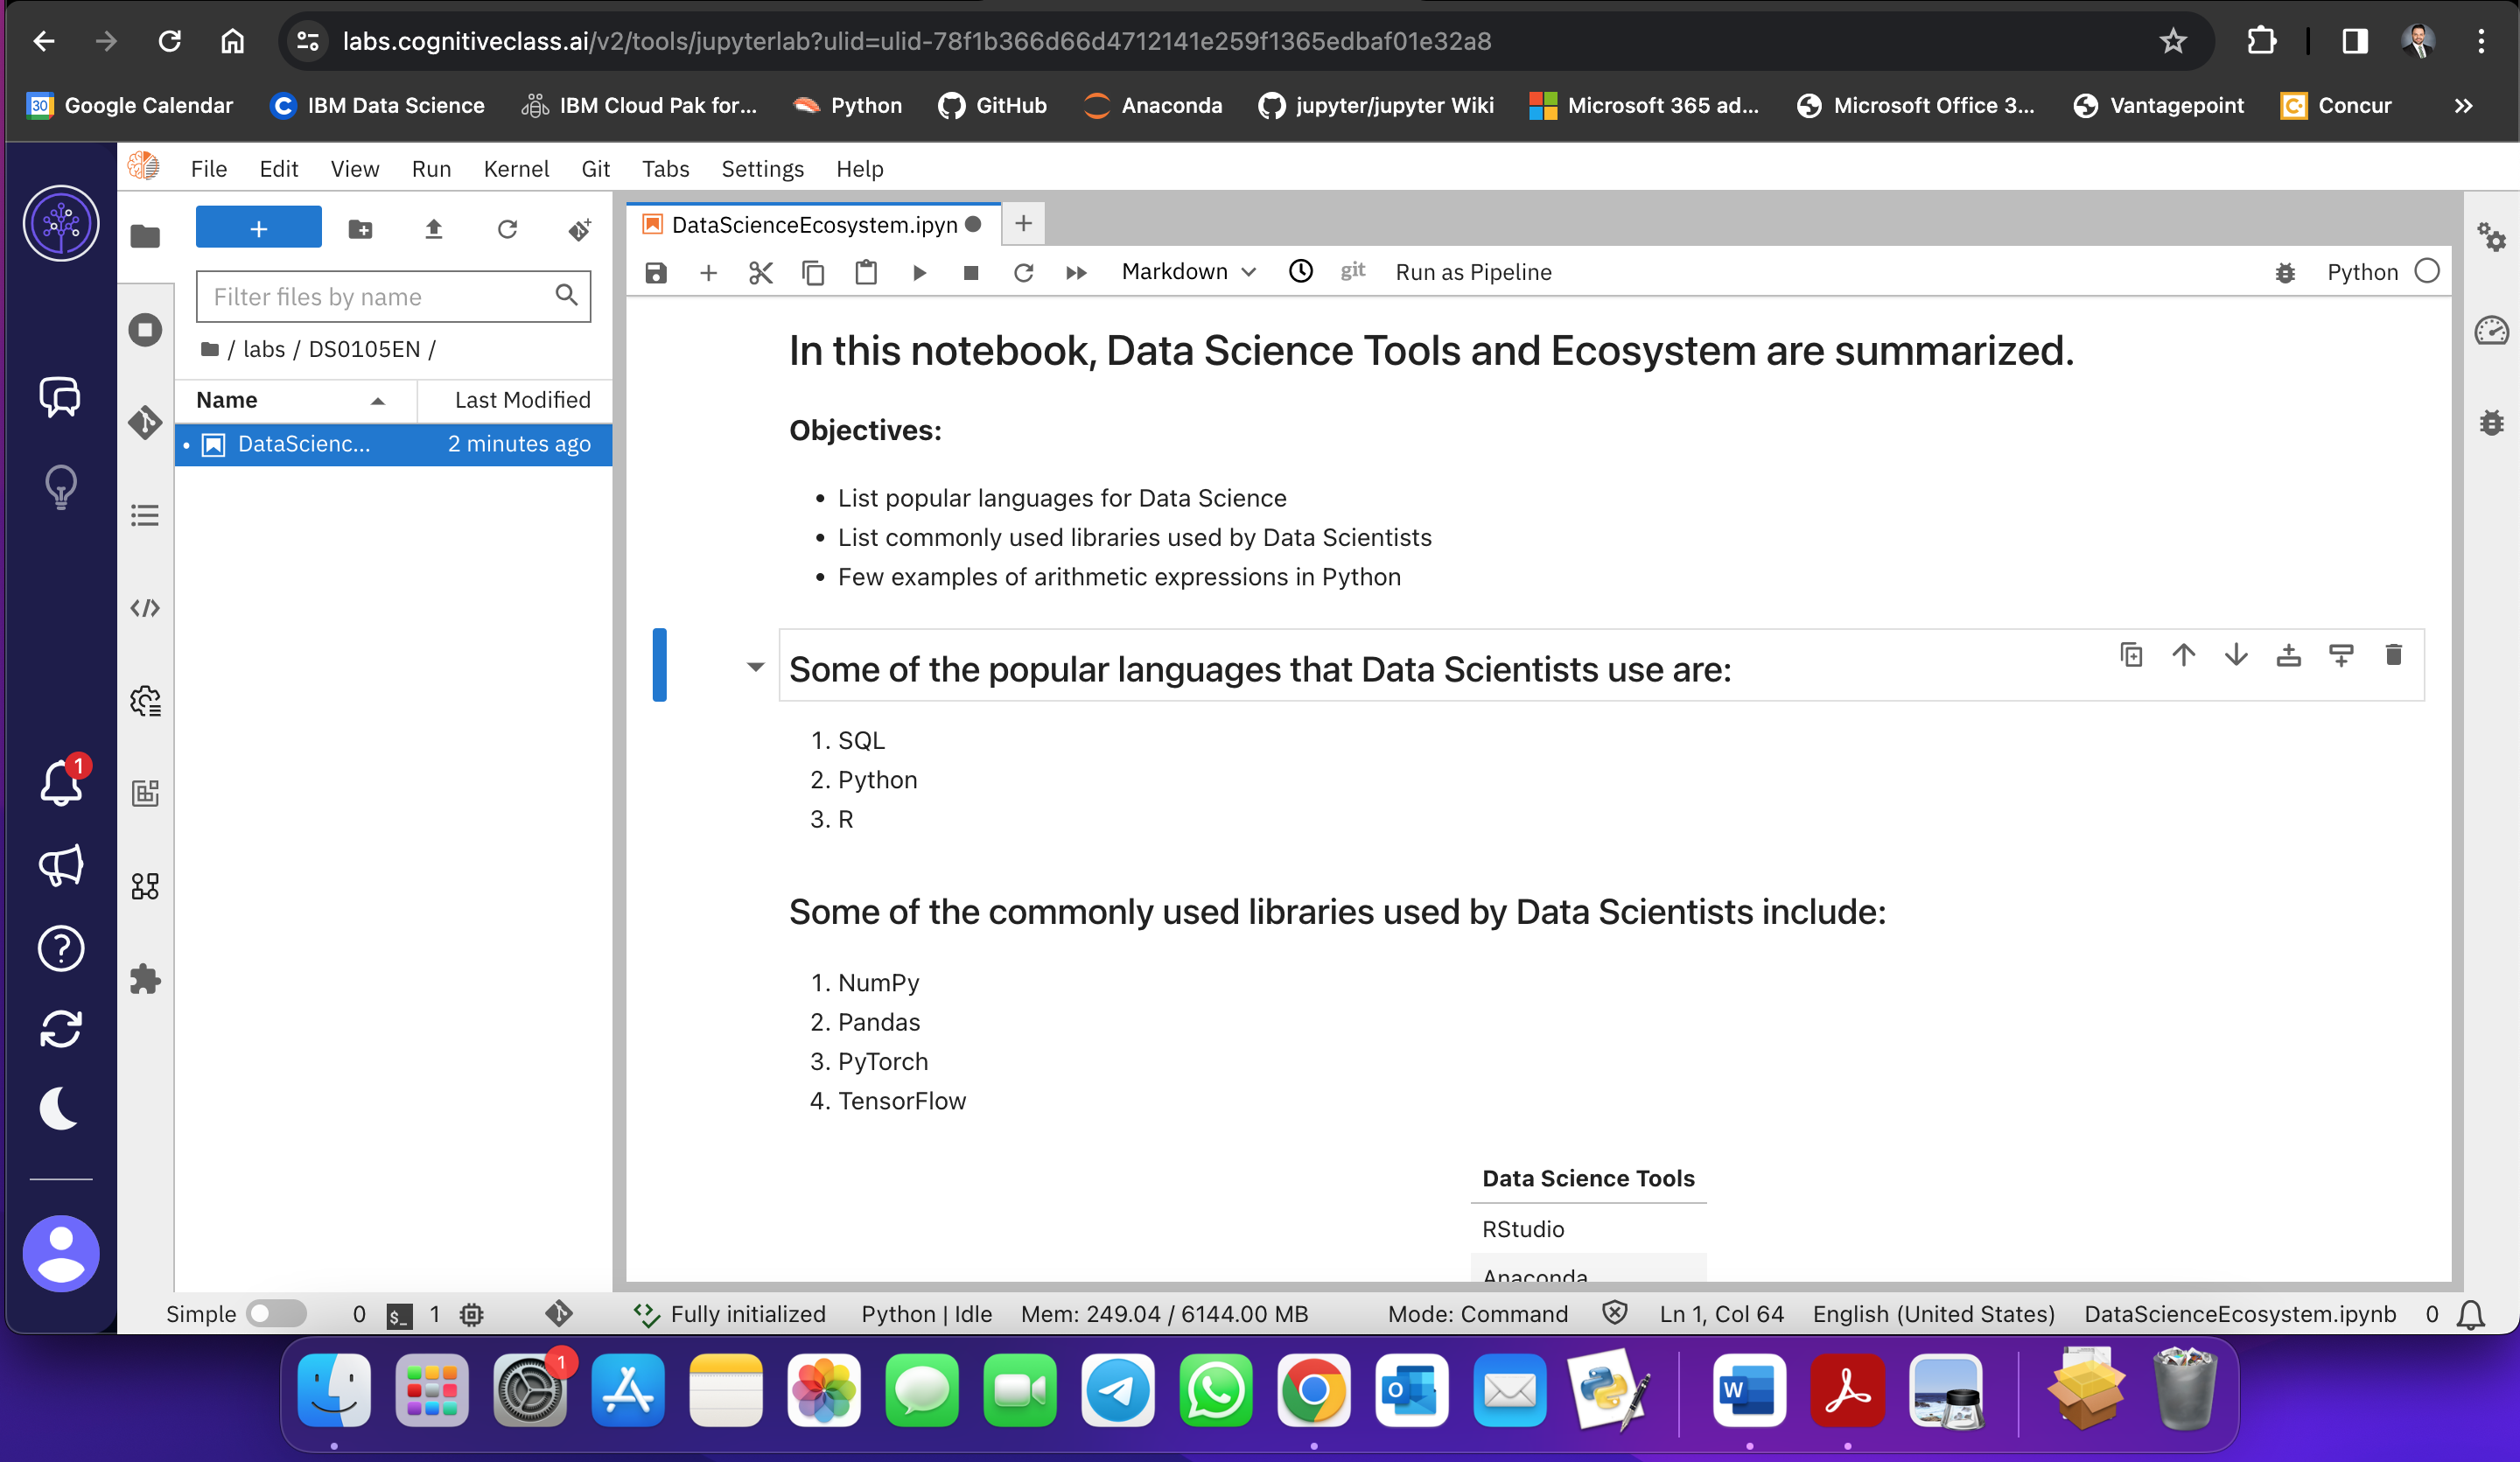 labs.cognitiveclass.ai/v2/tools/jupyterlab?ulid=ulid-78f1b366d66d4712141e259f1365edbaf01e32a8
30 Google Calendar IBM Data Science IBM Cloud Pak for... Python GitHub Anaconda jupyter/jupyter Wiki Microsoft 365 ad... Microsoft Office 3... Vantagepoint Concur
File Edit View Run Kernel Git Tabs Settings Help
DataScienceEcosystem.ipyn
Markdown git Run as Pipeline Python
Filter files by name
/ labs / DS0105EN /
Name Last Modified
DataScienc... 2 minutes ago
In this notebook, Data Science Tools and Ecosystem are summarized.
Objectives:
• List popular languages for Data Science
• List commonly used libraries used by Data Scientists
• Few examples of arithmetic expressions in Python
Some of the popular languages that Data Scientists use are:
1. SQL
2. Python
3. R
Some of the commonly used libraries used by Data Scientists include:
1. NumPy
2. Pandas
3. PyTorch
4. TensorFlow
Data Science Tools
RStudio
Anaconda
1
Simple 0 $_ 1 Fully initialized Python | Idle Mem: 249.04 / 6144.00 MB Mode: Command Ln 1, Col 64 English (United States) DataScienceEcosystem.ipynb 0
1